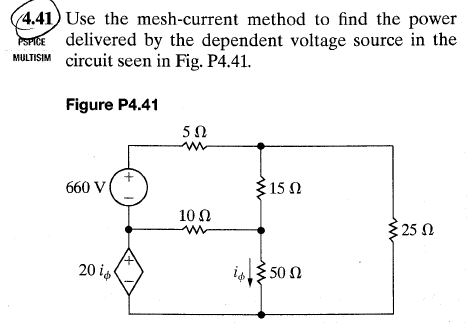 4.41 Use the mesh-current method to find the power
PSPICE delivered by the dependent voltage source in the
MULTISIM circuit seen in Fig. P4.41.
Figure P4.41
5 Ω
660 V
+
−
15 Ω
10 Ω
25 Ω
20 iϕ
+
−
iϕ
50 Ω